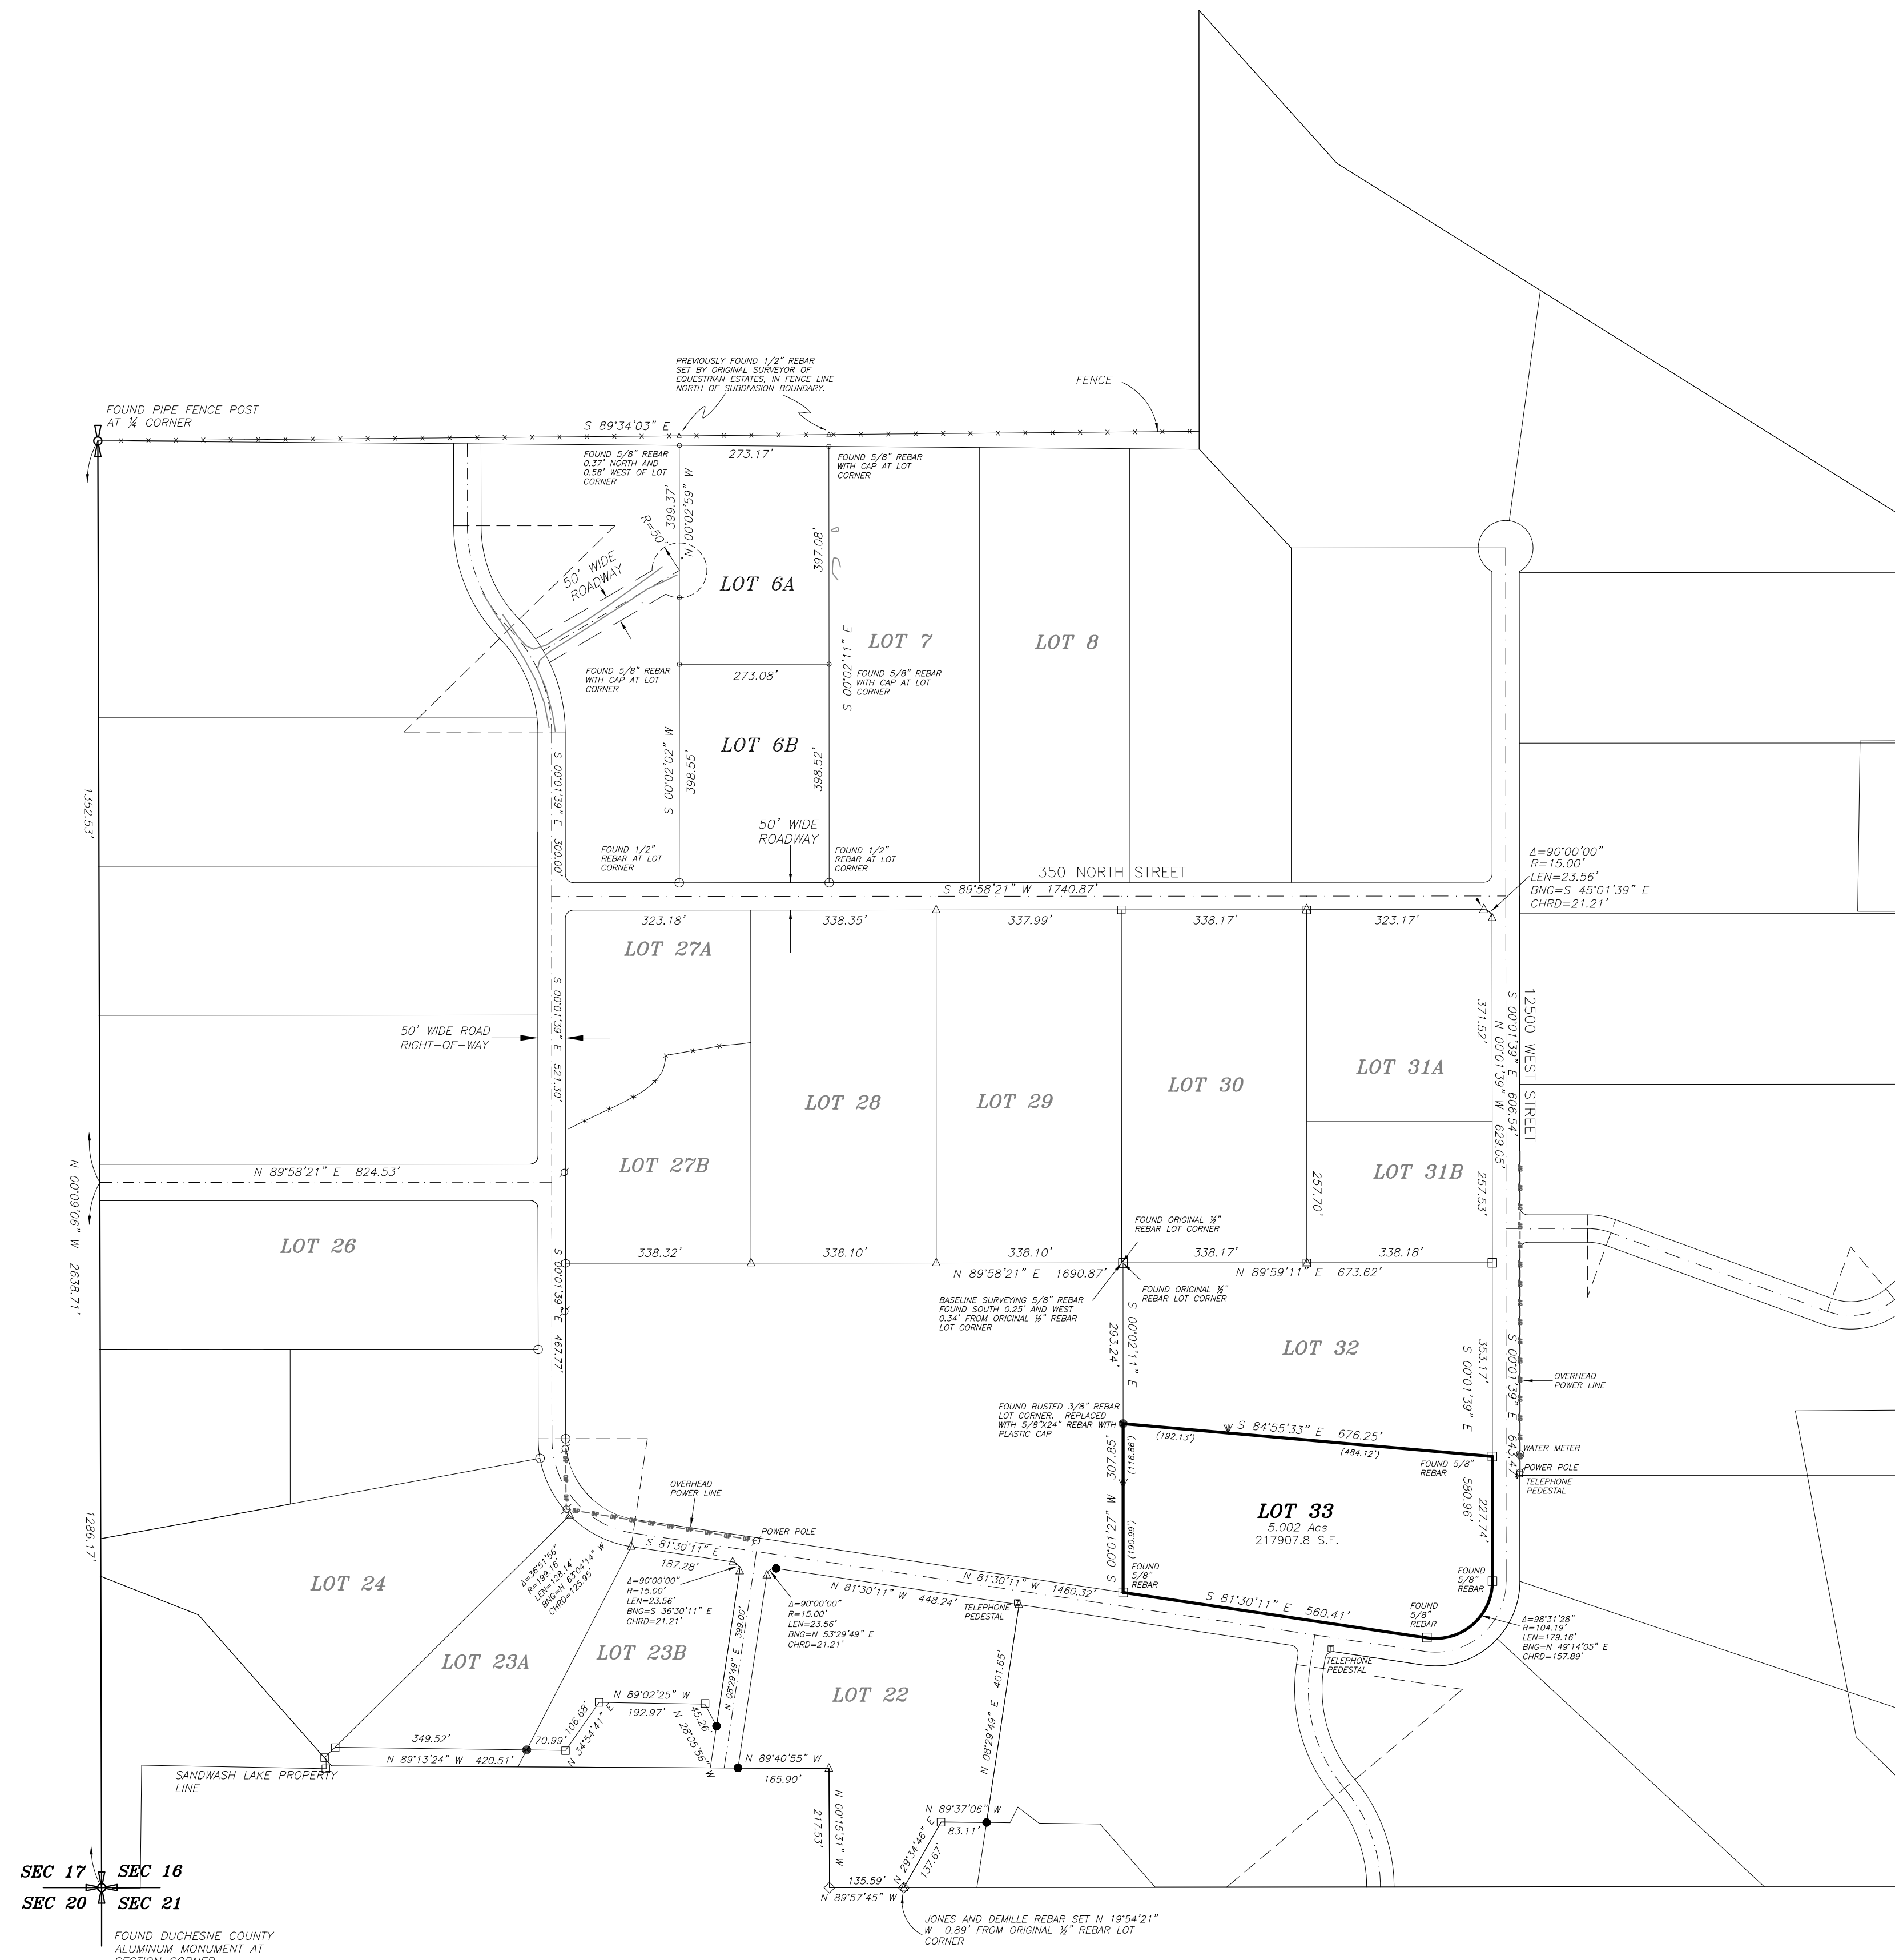 PREVIOUSLY FOUND 1/2" REBAR
SET BY ORIGINAL SURVEYOR OF
EQUESTRIAN ESTATES, IN FENCE LINE
NORTH OF SUBDIVISION BOUNDARY.
FENCE
FOUND PIPE FENCE POST
AT ¼ CORNER
S 89°34'03" E
FOUND 5/8" REBAR
0.37' NORTH AND
0.58' WEST OF LOT
CORNER
273.17'
FOUND 5/8" REBAR
WITH CAP AT LOT
CORNER
399.37'
N 00°02'59" W
R=50'
50' WIDE
ROADWAY
397.08'
LOT 6A
LOT 7
LOT 8
S 00°02'11" E
FOUND 5/8" REBAR
WITH CAP AT LOT
CORNER
273.08'
FOUND 5/8" REBAR
WITH CAP AT LOT
CORNER
LOT 6B
S 00°02'02" W
398.55'
398.52'
S 00°01'39" E 300.00'
1352.53'
50' WIDE
ROADWAY
FOUND 1/2"
REBAR AT LOT
CORNER
FOUND 1/2"
REBAR AT LOT
CORNER
350 NORTH STREET
S 89°58'21" W 1740.87'
Δ=90°00'00"
R=15.00'
LEN=23.56'
BNG=S 45°01'39" E
CHRD=21.21'
323.18'
338.35'
337.99'
338.17'
323.17'
LOT 27A
S 00°01'39" E 521.30'
50' WIDE ROAD
RIGHT-OF-WAY
371.52'
S 00°01'39" E 606.54'
N 00°01'39" W 629.05'
12500 WEST STREET
LOT 31A
LOT 30
LOT 28
LOT 29
LOT 27B
LOT 31B
N 89°58'21" E 824.53'
257.70'
257.53'
N 00°09'06" W 2638.71'
LOT 26
FOUND ORIGINAL ½"
REBAR LOT CORNER
338.32'
338.10'
338.10'
338.17'
338.18'
N 89°58'21" E 1690.87'
N 89°59'11" E 673.62'
S 00°01'39" E 467.77'
BASELINE SURVEYING 5/8" REBAR
FOUND SOUTH 0.25' AND WEST
0.34' FROM ORIGINAL ½" REBAR
LOT CORNER
FOUND ORIGINAL ½"
REBAR LOT CORNER
293.24'
S 00°02'11" E
LOT 32
353.17'
S 00°01'39" E
S 00°01'39" E 643.47'
OVERHEAD
POWER LINE
FOUND RUSTED 3/8" REBAR
LOT CORNER. REPLACED
WITH 5/8"X24" REBAR WITH
PLASTIC CAP
S 84°55'33" E 676.25'
(192.13')
(484.12')
WATER METER
POWER POLE
TELEPHONE
PEDESTAL
FOUND 5/8"
REBAR
S 00°01'27" W 307.85'
(116.86')
(190.99')
OVERHEAD
POWER LINE
LOT 33
5.002 Acs
217907.8 S.F.
227.74'
580.96'
1286.17'
POWER POLE
S 81°30'11" E
187.28'
FOUND
5/8"
REBAR
FOUND
5/8"
REBAR
LOT 24
Δ=36°51'56"
R=199.16'
LEN=128.14'
BNG=N 63°04'14" W
CHRD=125.95'
Δ=90°00'00"
R=15.00'
LEN=23.56'
BNG=S 36°30'11" E
CHRD=21.21'
Δ=90°00'00"
R=15.00'
LEN=23.56'
BNG=N 53°29'49" E
CHRD=21.21'
N 81°30'11" W 448.24'
N 81°30'11" W 1460.32'
TELEPHONE
PEDESTAL
S 81°30'11" E 560.41'
FOUND
5/8"
REBAR
Δ=98°31'28"
R=104.19'
LEN=179.16'
BNG=N 49°14'05" E
CHRD=157.89'
TELEPHONE
PEDESTAL
LOT 23A
LOT 23B
N 08°29'49" E 399.00'
LOT 22
N 08°29'49" E 401.65'
N 89°02'25" W
192.97'
45.26'
N 28°05'56" W
106.68'
N 34°54'41" E
349.52'
70.99'
N 89°13'24" W 420.51'
N 89°40'55" W
165.90'
SANDWASH LAKE PROPERTY
LINE
N 00°15'31" W
217.53'
N 89°37'06" W
83.11'
N 29°34'46" E
137.67'
SEC 17
SEC 16
SEC 20
SEC 21
135.59'
N 89°57'45" W
JONES AND DEMILLE REBAR SET N 19°54'21"
W 0.89' FROM ORIGINAL ½" REBAR LOT
CORNER
FOUND DUCHESNE COUNTY
ALUMINUM MONUMENT AT
SECTION CORNER